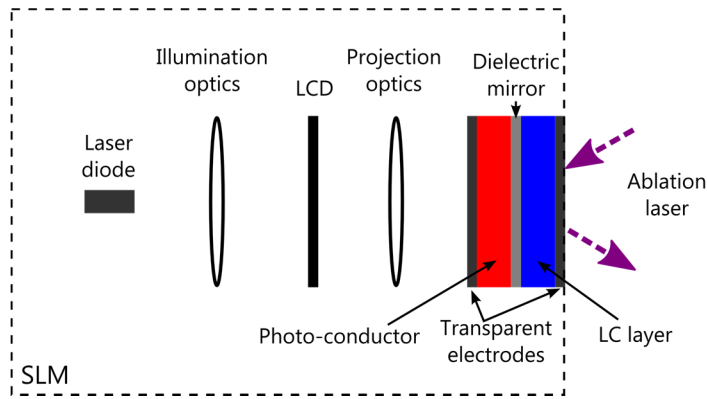 Illumination
optics
LCD
Projection
optics
Dielectric
mirror
Laser
diode
Ablation
laser
Photo-conductor
Transparent
electrodes
LC layer
SLM